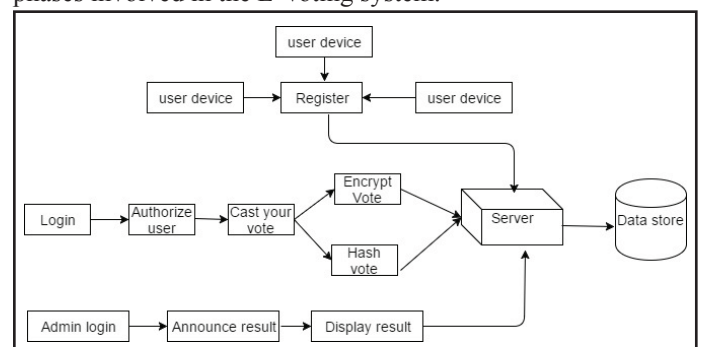 phases involved in the E- voting system.
user device
user device
Register
user device
Encrypt
Vote
Login
Authorize
user
Cast your
vote
Server
Data store
Hash
vote
Admin login
Announce result
Display result